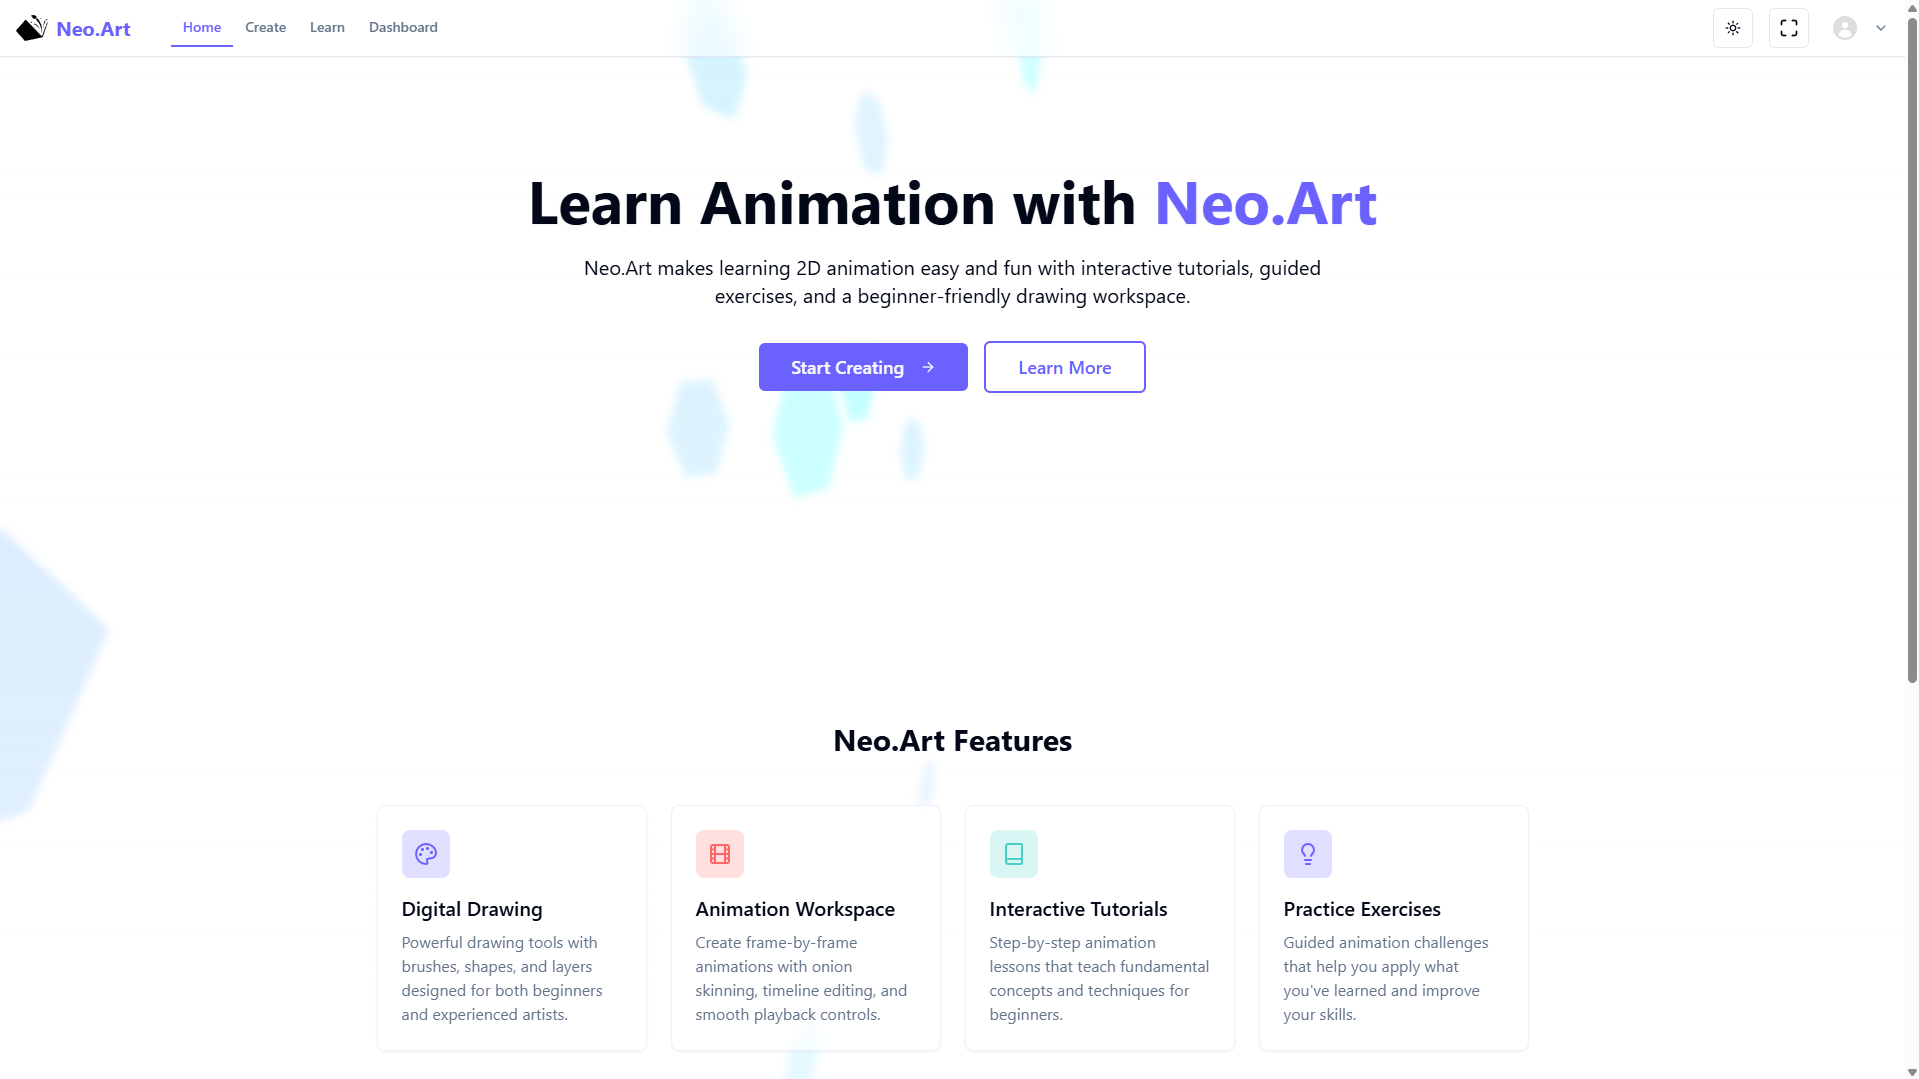 Neo.Art
Home
Create
Learn
Dashboard
Learn Animation with Neo.Art
Neo.Art makes learning 2D animation easy and fun with interactive tutorials, guided
exercises, and a beginner-friendly drawing workspace.
Start Creating
Learn More
Neo.Art Features
Digital Drawing
Powerful drawing tools with
brushes, shapes, and layers
designed for both beginners
and experienced artists.
Animation Workspace
Create frame-by-frame
animations with onion
skinning, timeline editing, and
smooth playback controls.
Interactive Tutorials
Step-by-step animation
lessons that teach fundamental
concepts and techniques for
beginners.
Practice Exercises
Guided animation challenges
that help you apply what
you've learned and improve
your skills.